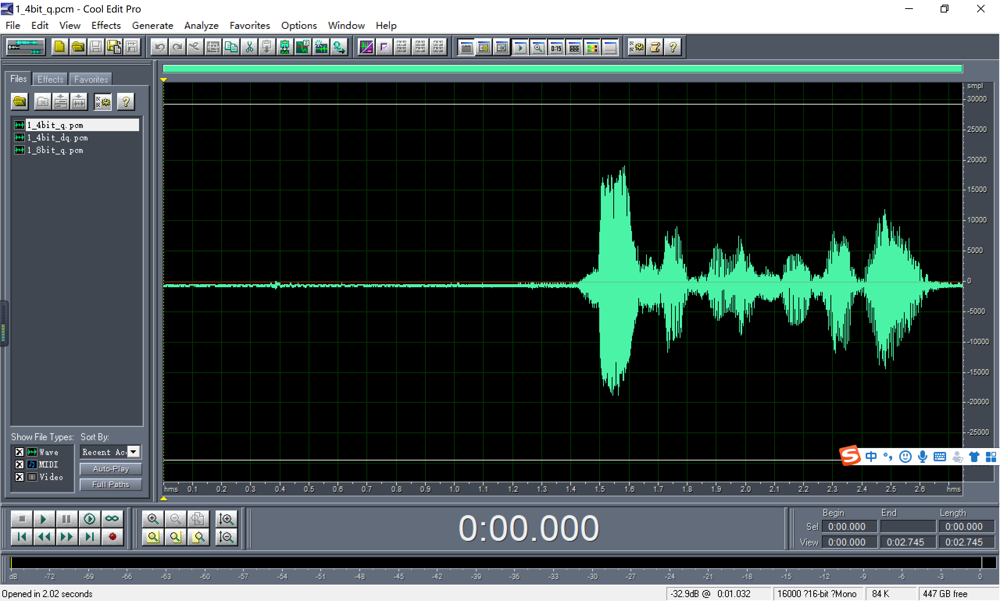 1_4bit_q.pcm - Cool Edit Pro
File Edit View Effects Generate Analyze Favorites Options Window Help
0:15
Files Effects Favorites
1_4bit_q.pcm
1_4bit_dq.pcm
1_8bit_q.pcm
Show File Types: Sort By:
Wave
MIDI
Video
Recent Ac
Auto-Play
Full Paths
smpl
30000
25000
20000
15000
10000
5000
0
-5000
-10000
-15000
-20000
-25000
中
hms 0.1 0.2 0.3 0.4 0.5 0.6 0.7 0.8 0.9 1.0 1.1 1.2 1.3 1.4 1.5 1.6 1.7 1.8 1.9 2.0 2.1 2.2 2.3 2.4 2.5 2.6 hms
0:00.000
Begin End Length
Sel 0:00.000 0:00.000
View 0:00.000 0:02.745 0:02.745
dB -72 -69 -66 -63 -60 -57 -54 -51 -48 -45 -42 -39 -36 -33 -30 -27 -24 -21 -18 -15 -12 -9 -6 -3 0
Opened in 2.02 seconds -32.9dB @ 0:01.032 16000 ?16-bit ?Mono 84 K 447 GB free